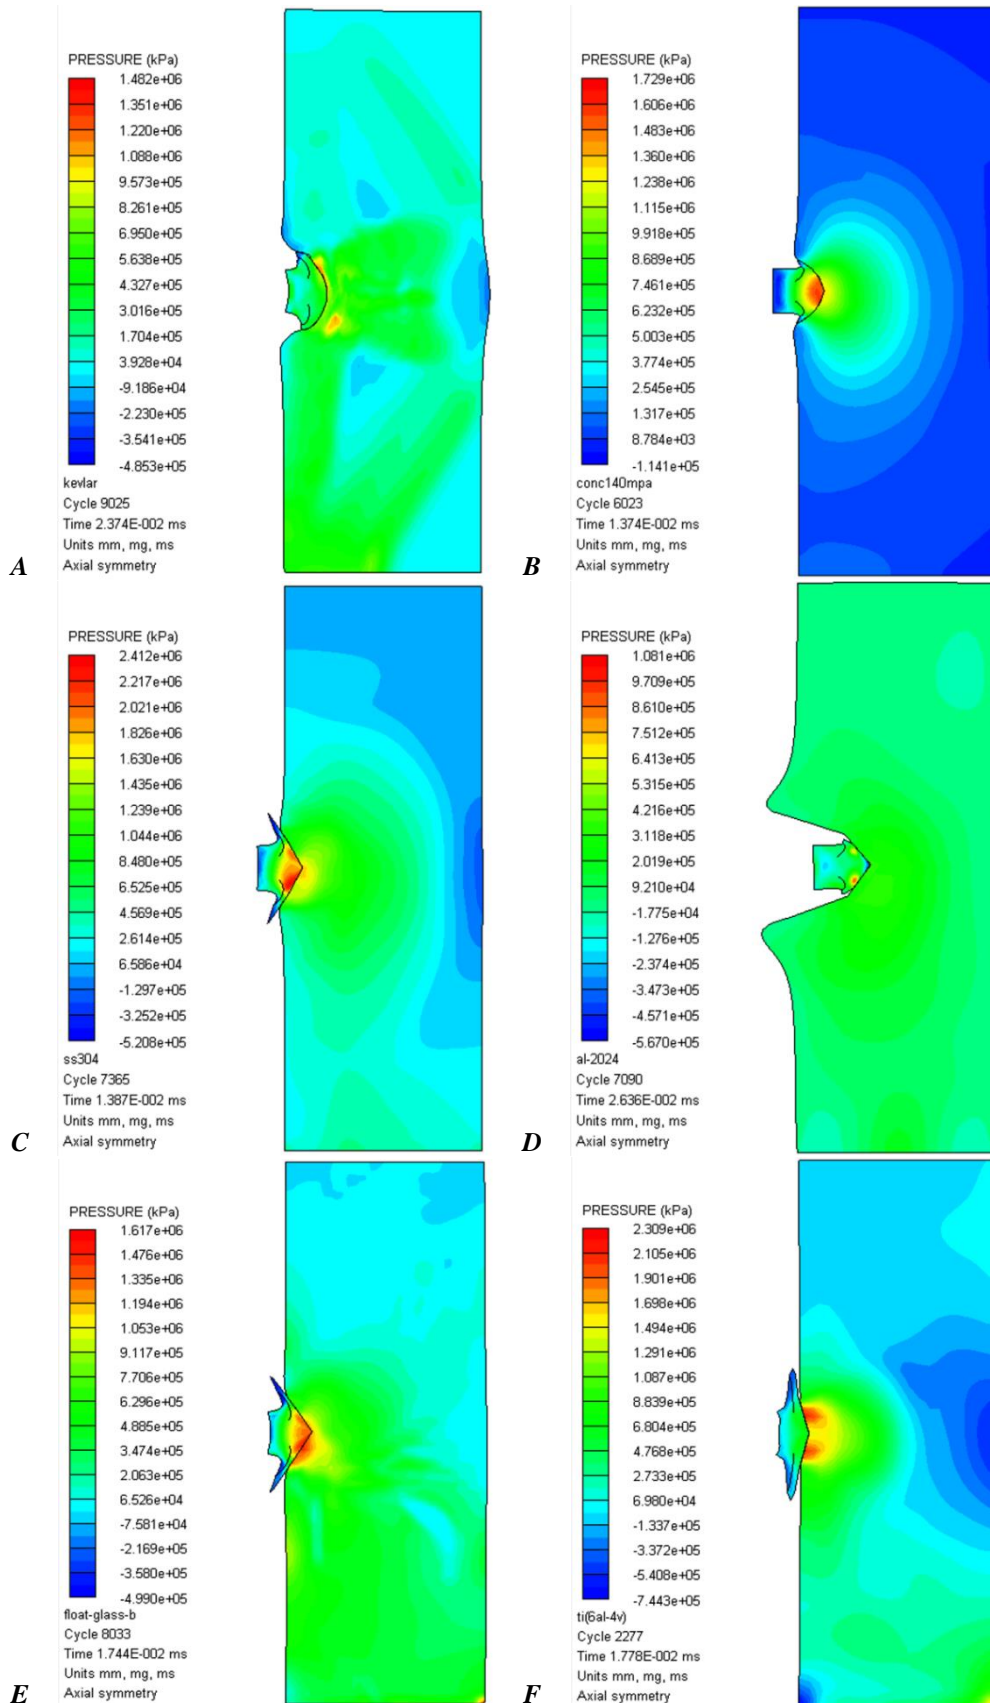 PRESSURE (kPa)
1.482e+06
1.351e+06
1.220e+06
1.088e+06
9.573e+05
8.261e+05
6.950e+05
5.638e+05
4.327e+05
3.016e+05
1.704e+05
3.928e+04
-9.186e+04
-2.230e+05
-3.541e+05
-4.853e+05
kevlar
Cycle 9025
Time 2.374E-002 ms
Units mm, mg, ms
Axial symmetry
A
PRESSURE (kPa)
1.729e+06
1.606e+06
1.483e+06
1.360e+06
1.238e+06
1.115e+06
9.918e+05
8.689e+05
7.461e+05
6.232e+05
5.003e+05
3.774e+05
2.545e+05
1.317e+05
8.784e+03
-1.141e+05
conc140mpa
Cycle 6023
Time 1.374E-002 ms
Units mm, mg, ms
Axial symmetry
B
PRESSURE (kPa)
2.412e+06
2.217e+06
2.021e+06
1.826e+06
1.630e+06
1.435e+06
1.239e+06
1.044e+06
8.480e+05
6.525e+05
4.569e+05
2.614e+05
6.586e+04
-1.297e+05
-3.252e+05
-5.208e+05
ss304
Cycle 7365
Time 1.387E-002 ms
Units mm, mg, ms
Axial symmetry
C
PRESSURE (kPa)
1.081e+06
9.709e+05
8.610e+05
7.512e+05
6.413e+05
5.315e+05
4.216e+05
3.118e+05
2.019e+05
9.210e+04
-1.775e+04
-1.276e+05
-2.374e+05
-3.473e+05
-4.571e+05
-5.670e+05
al-2024
Cycle 7090
Time 2.636E-002 ms
Units mm, mg, ms
Axial symmetry
D
PRESSURE (kPa)
1.617e+06
1.476e+06
1.335e+06
1.194e+06
1.053e+06
9.117e+05
7.706e+05
6.296e+05
4.885e+05
3.474e+05
2.063e+05
6.526e+04
-7.581e+04
-2.169e+05
-3.580e+05
-4.990e+05
float-glass-b
Cycle 8033
Time 1.744E-002 ms
Units mm, mg, ms
Axial symmetry
E
PRESSURE (kPa)
2.309e+06
2.105e+06
1.901e+06
1.698e+06
1.494e+06
1.291e+06
1.087e+06
8.839e+05
6.804e+05
4.768e+05
2.733e+05
6.980e+04
-1.337e+05
-3.372e+05
-5.408e+05
-7.443e+05
ti(6al-4v)
Cycle 2277
Time 1.778E-002 ms
Units mm, mg, ms
Axial symmetry
F